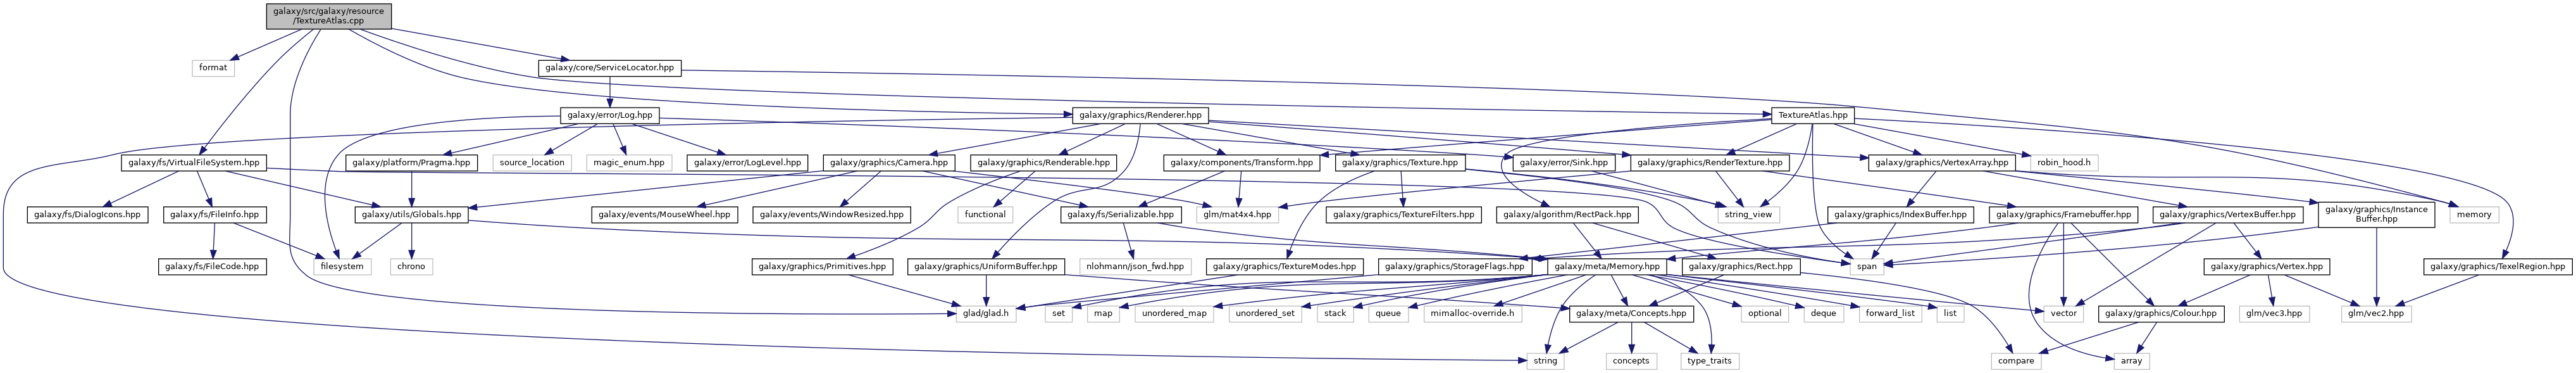 galaxy/src/galaxy/resource
/TextureAtlas.cpp
format
galaxy/core/ServiceLocator.hpp
galaxy/error/Log.hpp
galaxy/graphics/Renderer.hpp
TextureAtlas.hpp
galaxy/fs/VirtualFileSystem.hpp
galaxy/platform/Pragma.hpp
source_location
magic_enum.hpp
galaxy/error/LogLevel.hpp
galaxy/graphics/Camera.hpp
galaxy/graphics/Renderable.hpp
galaxy/components/Transform.hpp
galaxy/graphics/Texture.hpp
galaxy/error/Sink.hpp
galaxy/graphics/RenderTexture.hpp
galaxy/graphics/VertexArray.hpp
robin_hood.h
galaxy/fs/DialogIcons.hpp
galaxy/fs/FileInfo.hpp
galaxy/utils/Globals.hpp
galaxy/events/MouseWheel.hpp
galaxy/events/WindowResized.hpp
functional
galaxy/fs/Serializable.hpp
glm/mat4x4.hpp
galaxy/graphics/TextureFilters.hpp
galaxy/algorithm/RectPack.hpp
string_view
galaxy/graphics/IndexBuffer.hpp
galaxy/graphics/Framebuffer.hpp
galaxy/graphics/VertexBuffer.hpp
galaxy/graphics/Instance
Buffer.hpp
memory
galaxy/fs/FileCode.hpp
filesystem
chrono
galaxy/graphics/Primitives.hpp
galaxy/graphics/UniformBuffer.hpp
nlohmann/json_fwd.hpp
galaxy/graphics/TextureModes.hpp
galaxy/graphics/StorageFlags.hpp
galaxy/meta/Memory.hpp
galaxy/graphics/Rect.hpp
span
galaxy/graphics/Vertex.hpp
galaxy/graphics/TexelRegion.hpp
glad/glad.h
set
map
unordered_map
unordered_set
stack
queue
mimalloc-override.h
galaxy/meta/Concepts.hpp
optional
deque
forward_list
list
vector
galaxy/graphics/Colour.hpp
glm/vec3.hpp
glm/vec2.hpp
string
concepts
type_traits
compare
array